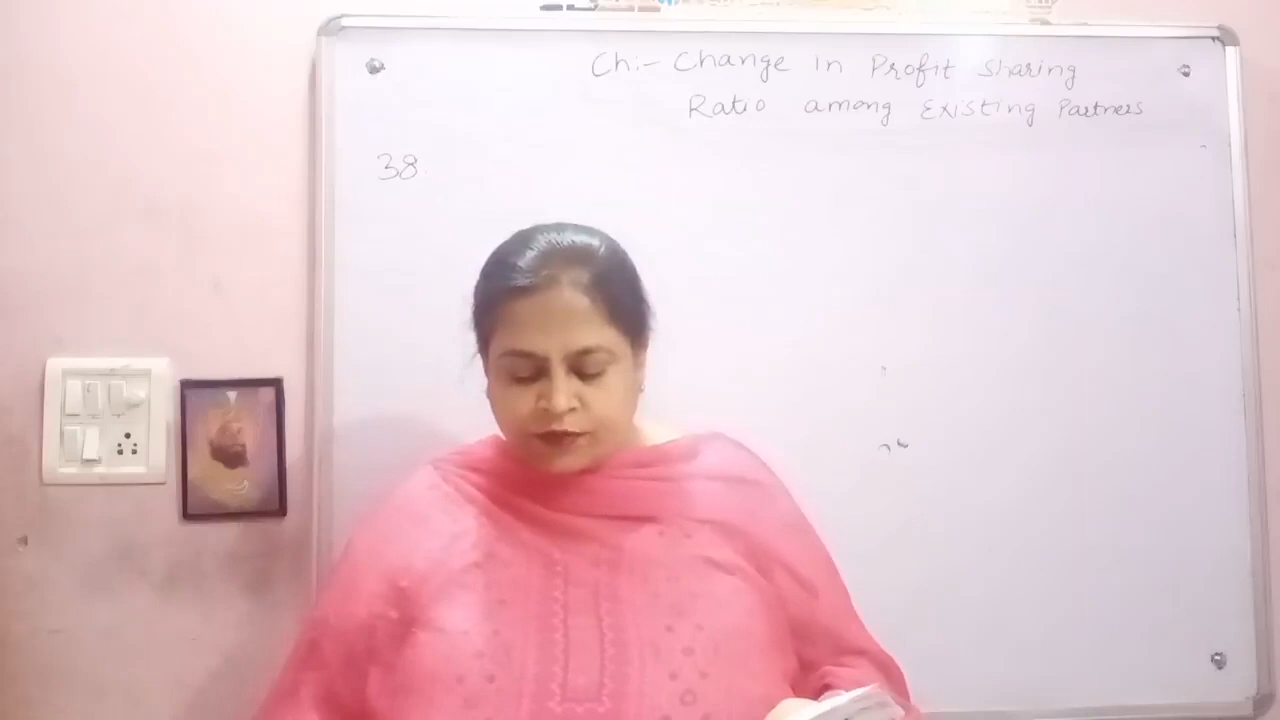 Ch:- Change in Profit Sharing
Ratio among Existing Partners
38.